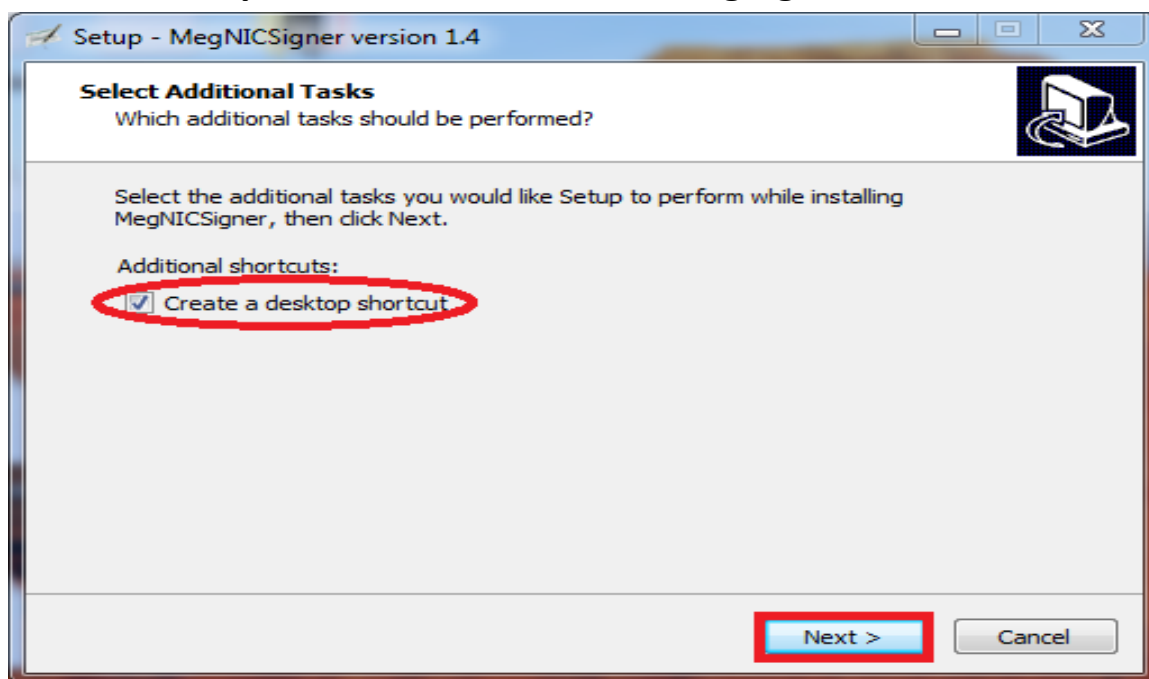 Setup - MegNICSigner version 1.4
Select Additional Tasks
Which additional tasks should be performed?
Select the additional tasks you would like Setup to perform while installing
MegNICSigner, then click Next.
Additional shortcuts:
Create a desktop shortcut
Next >
Cancel